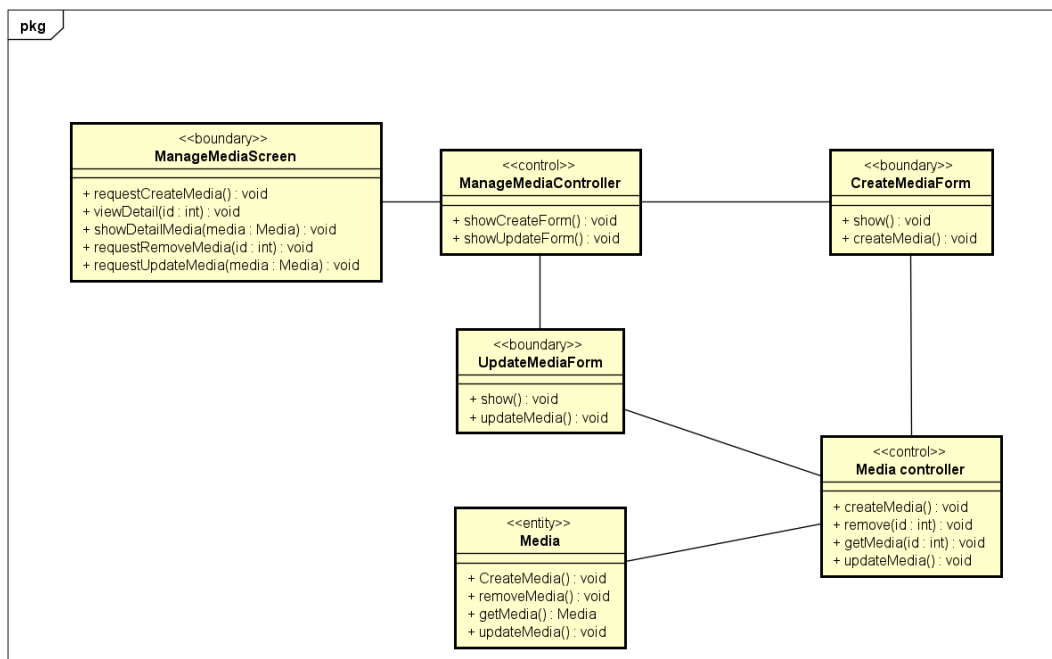 pkg
<<boundary>>
ManageMediaScreen
+ requestCreateMedia() : void
+ viewDetail(id : int) : void
+ showDetailMedia(media : Media) : void
+ requestRemoveMedia(id : int) : void
+ requestUpdateMedia(media : Media) : void
<<control>>
ManageMediaController
+ showCreateForm() : void
+ showUpdateForm() : void
<<boundary>>
CreateMediaForm
+ show() : void
+ createMedia() : void
<<boundary>>
UpdateMediaForm
+ show() : void
+ updateMedia() : void
<<control>>
Media controller
+ createMedia() : void
+ remove(id : int) : void
+ getMedia(id : int) : void
+ updateMedia() : void
<<entity>>
Media
+ CreateMedia() : void
+ removeMedia() : void
+ getMedia() : Media
+ updateMedia() : void